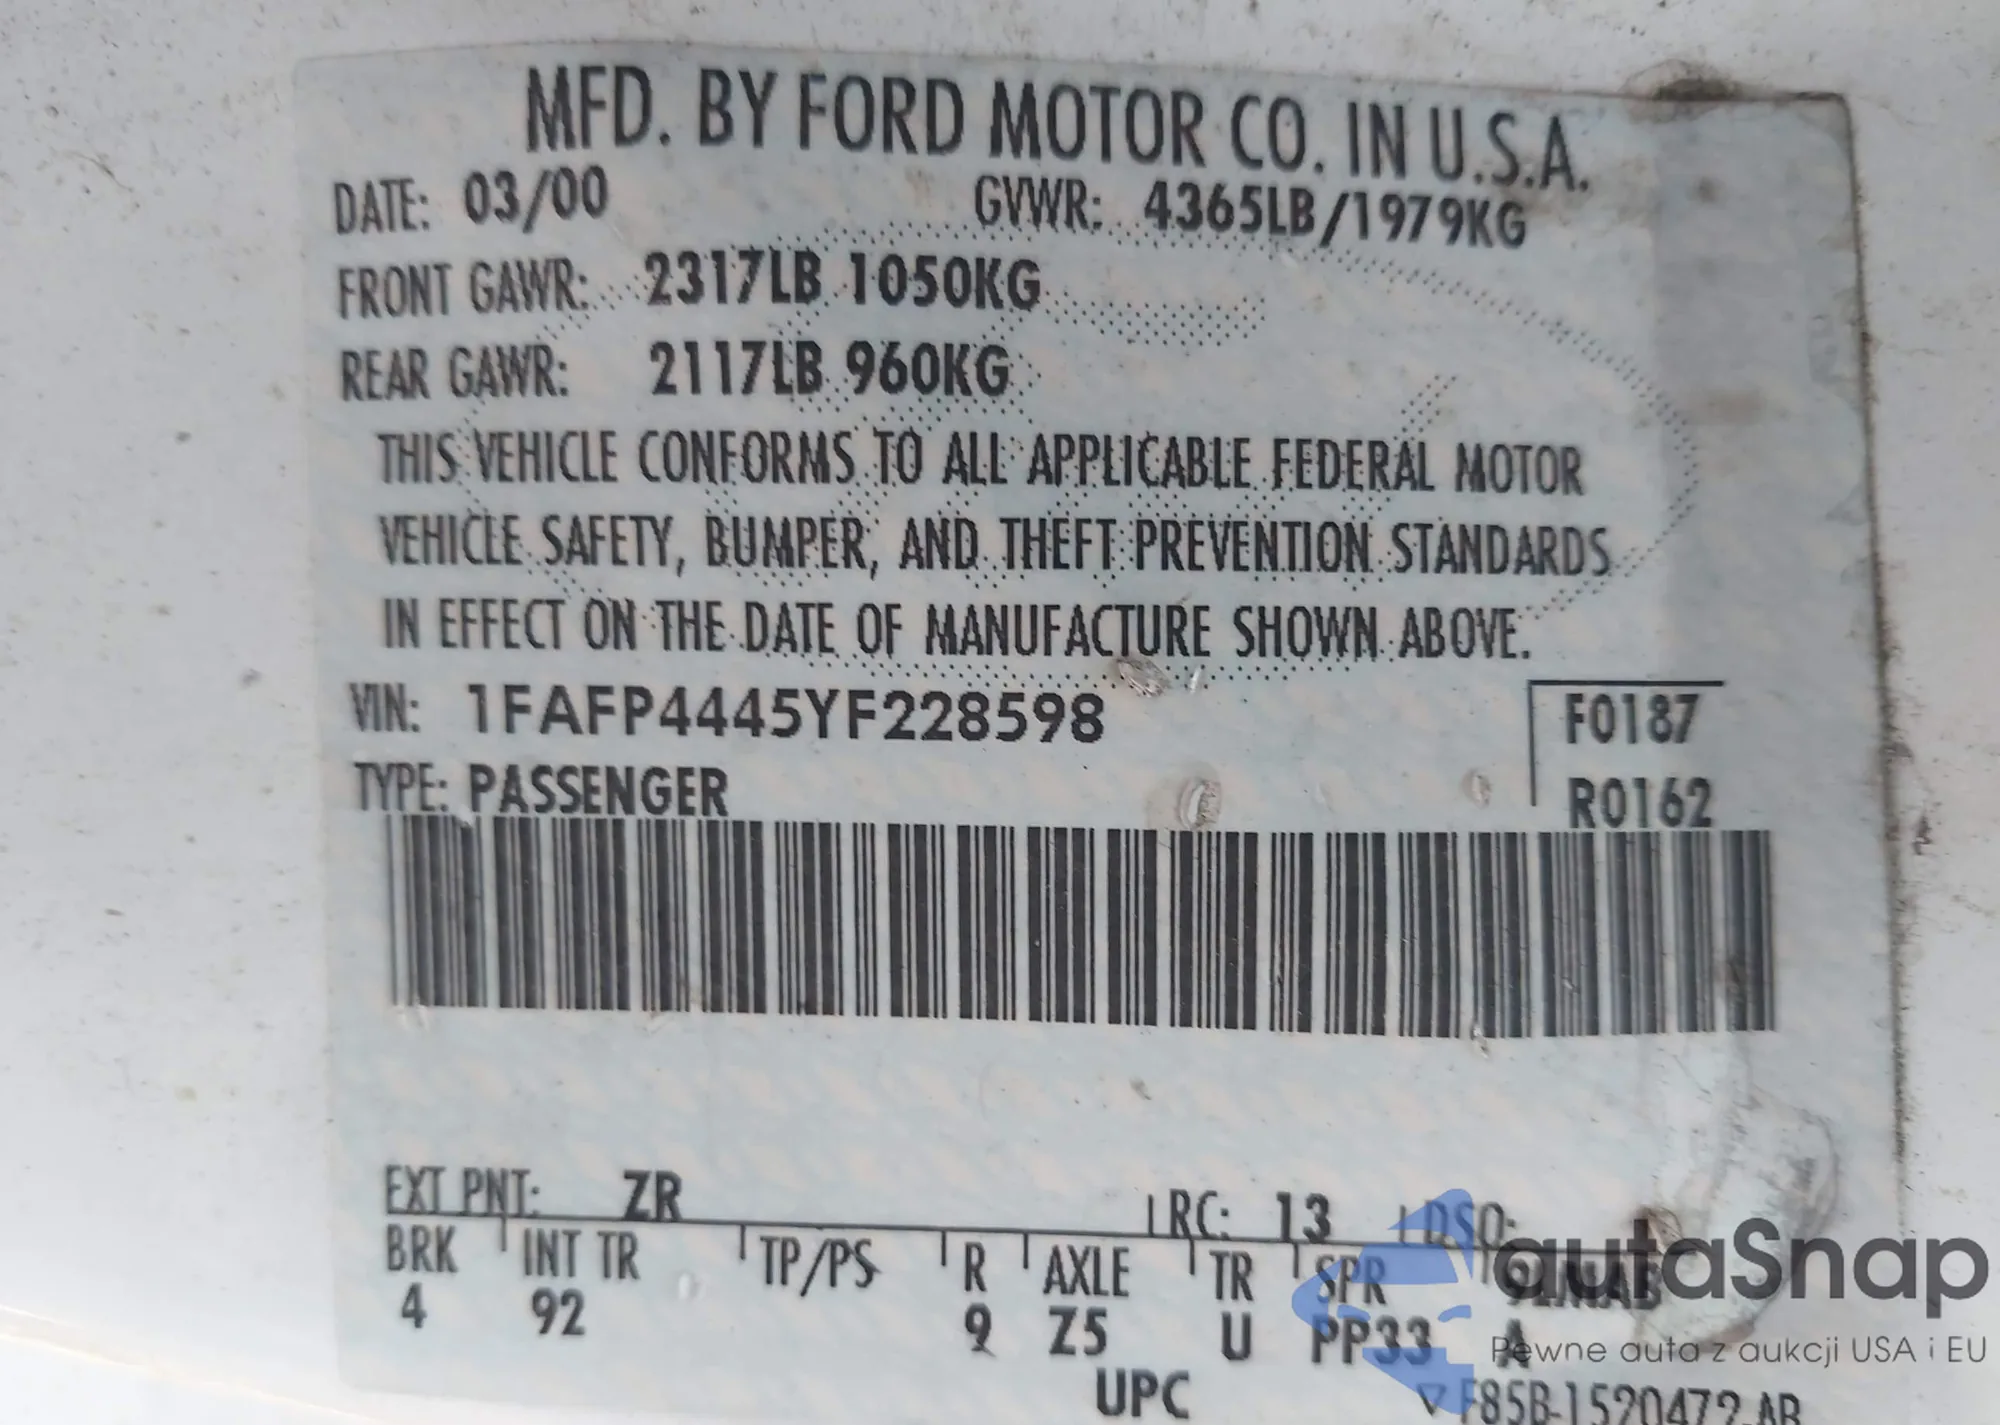 MFD. BY FORD MOTOR CO. IN U.S.A.
DATE: 03/00 GVWR: 4365LB/1979KG
FRONT GAWR: 2317LB 1050KG
REAR GAWR: 2117LB 960KG
THIS VEHICLE CONFORMS TO ALL APPLICABLE FEDERAL MOTOR
VEHICLE SAFETY, BUMPER, AND THEFT PREVENTION STANDARDS
IN EFFECT ON THE DATE OF MANUFACTURE SHOWN ABOVE.
VIN: 1FAFP4445YF228598
F0187
TYPE: PASSENGER
R0162
EXT PNT: ZR RC: 13 DSO:
BRK INT TR TP/PS R AXLE TR SPR
4 92 9 Z5 U PP33 A
UPC
F85B-1520472-AB
autaSnap
Pewne auta z aukcji USA i EU